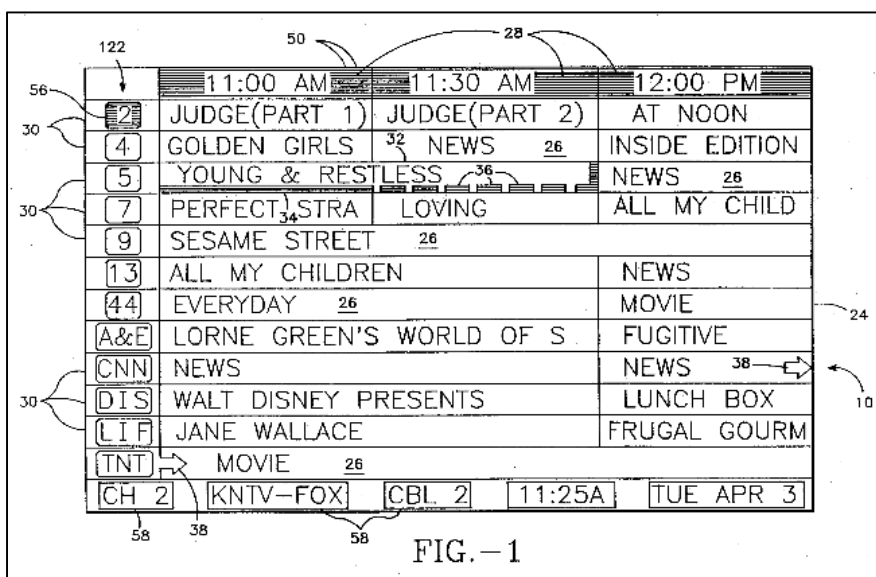 50 28
122 11:00 AM 11:30 AM 12:00 PM
56 2 JUDGE(PART 1) JUDGE(PART 2) AT NOON
30 4 GOLDEN GIRLS 32 NEWS 26 INSIDE EDITION
5 YOUNG & RESTLESS 36 NEWS 26
30 7 PERFECT STRA 34 LOVING ALL MY CHILD
9 SESAME STREET 26
13 ALL MY CHILDREN NEWS
44 EVERYDAY 26 MOVIE 24
A&E LORNE GREEN'S WORLD OF S FUGITIVE
CNN NEWS NEWS 38 10
30 DIS WALT DISNEY PRESENTS LUNCH BOX
LIF JANE WALLACE FRUGAL GOURM
TNT MOVIE 26
CH 2 KNTV-FOX CBL 2 11:25A TUE APR 3
58 38 58
FIG.-1